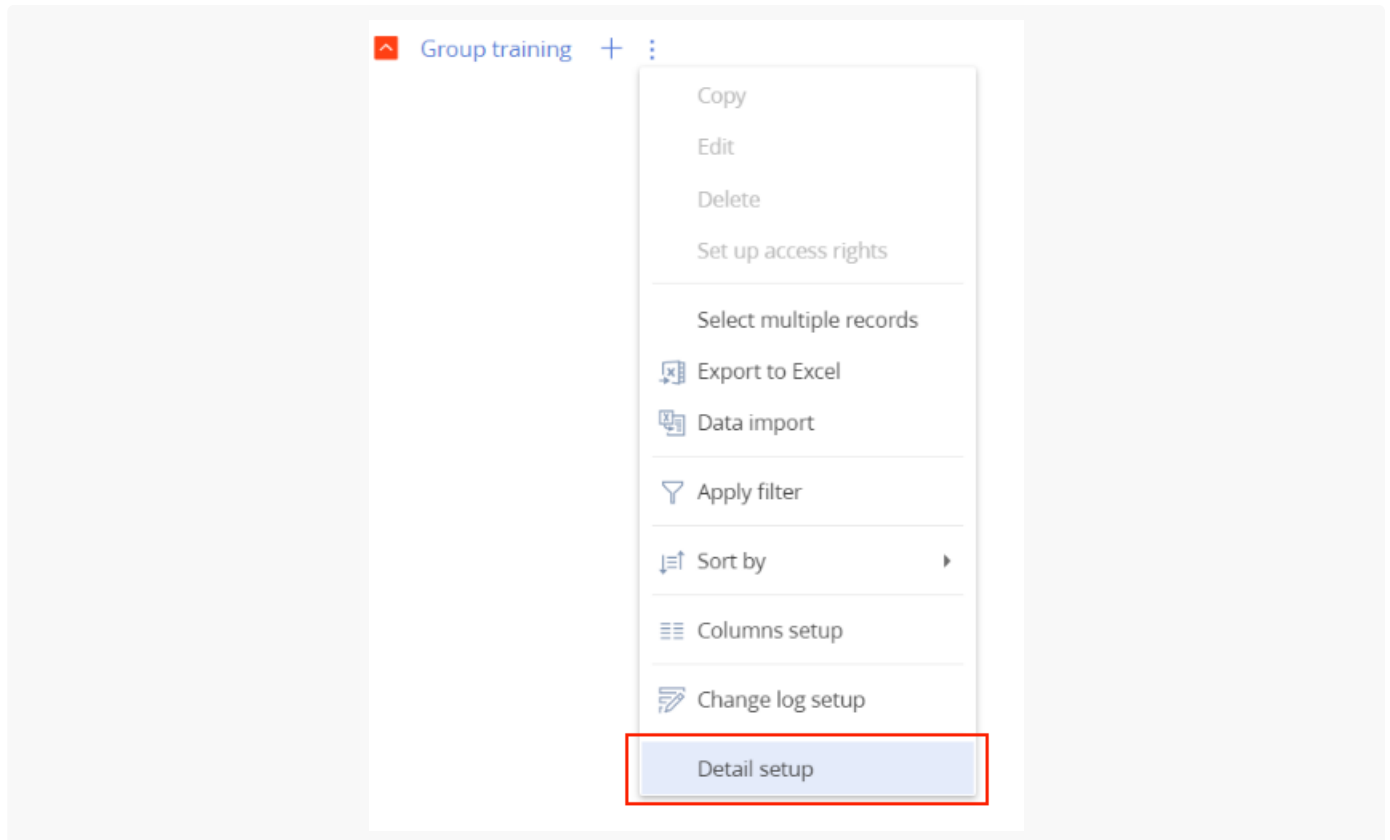 Group training
Copy
Edit
Delete
Set up access rights
Select multiple records
Export to Excel
Data import
Apply filter
Sort by
Columns setup
Change log setup
Detail setup